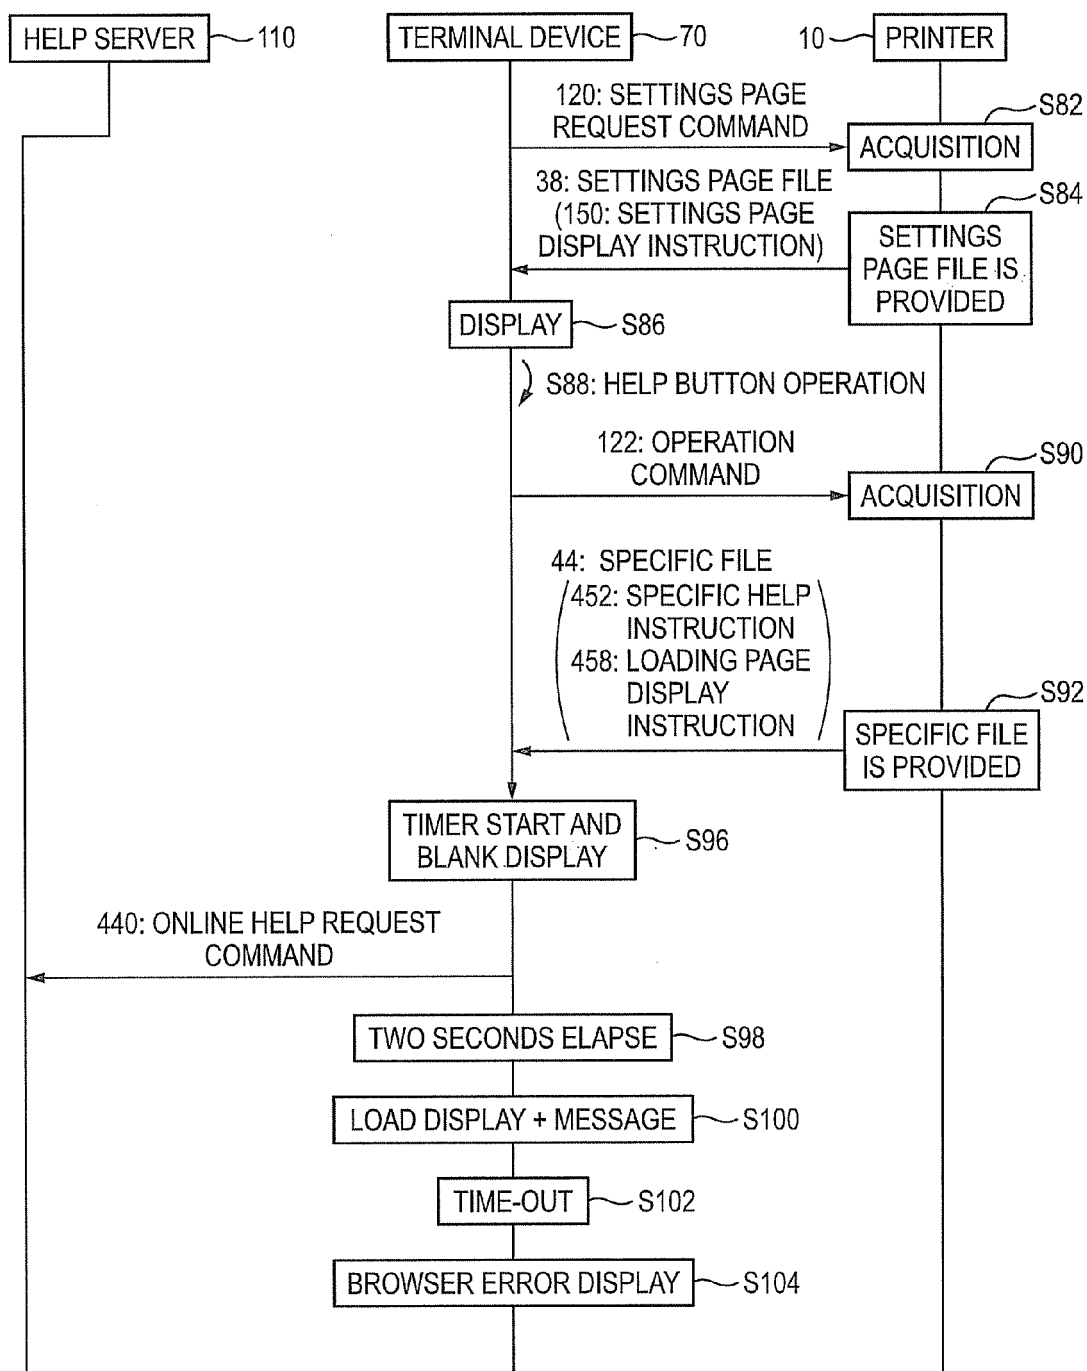 HELP SERVER 110
TERMINAL DEVICE 70
10 PRINTER
120: SETTINGS PAGE
REQUEST COMMAND
S82
ACQUISITION
38: SETTINGS PAGE FILE
(150: SETTINGS PAGE
DISPLAY INSTRUCTION)
S84
SETTINGS
PAGE FILE IS
PROVIDED
DISPLAY S86
S88: HELP BUTTON OPERATION
122: OPERATION
COMMAND
S90
ACQUISITION
44: SPECIFIC FILE
(452: SPECIFIC HELP
INSTRUCTION
458: LOADING PAGE
DISPLAY
INSTRUCTION)
S92
SPECIFIC FILE
IS PROVIDED
TIMER START AND
BLANK DISPLAY
S96
440: ONLINE HELP REQUEST
COMMAND
TWO SECONDS ELAPSE S98
LOAD DISPLAY + MESSAGE S100
TIME-OUT S102
BROWSER ERROR DISPLAY S104